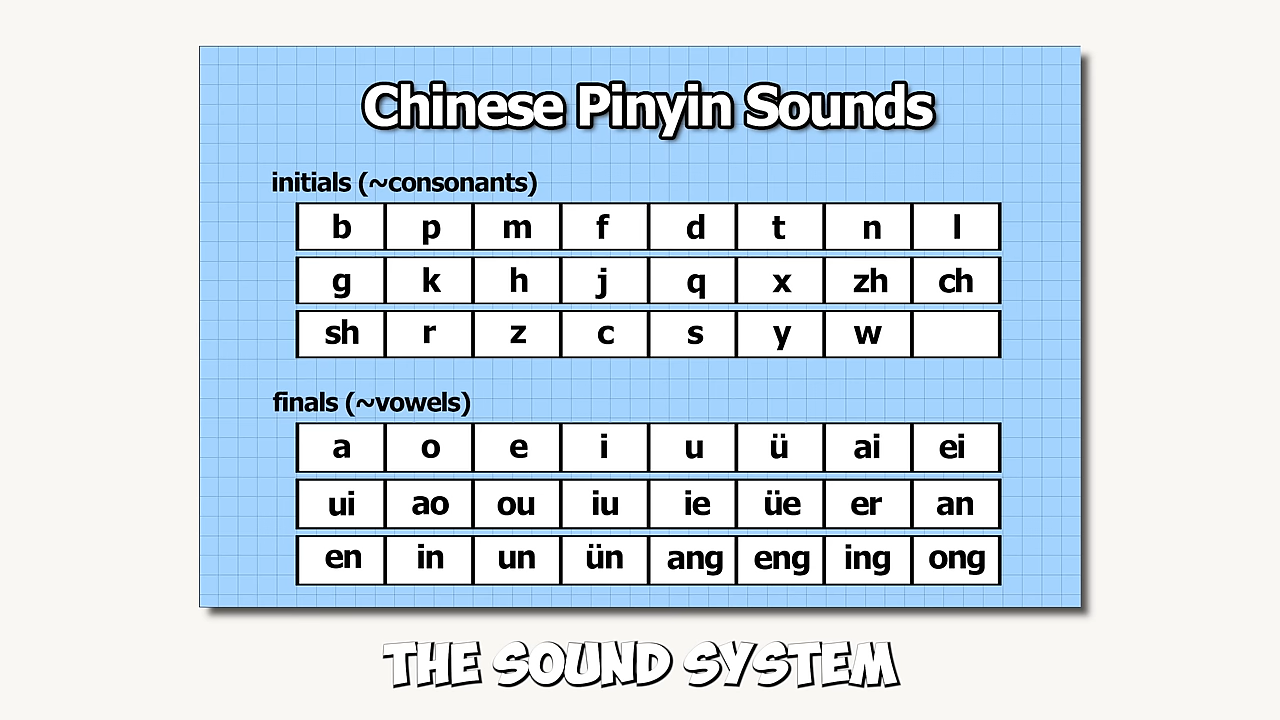 Chinese Pinyin Sounds
initials (~consonants)
b p m f d t n l
g k h j q x zh ch
sh r z c s y w
finals (~vowels)
a o e i u ü ai ei
ui ao ou iu ie üe er an
en in un ün ang eng ing ong
THE SOUND SYSTEM